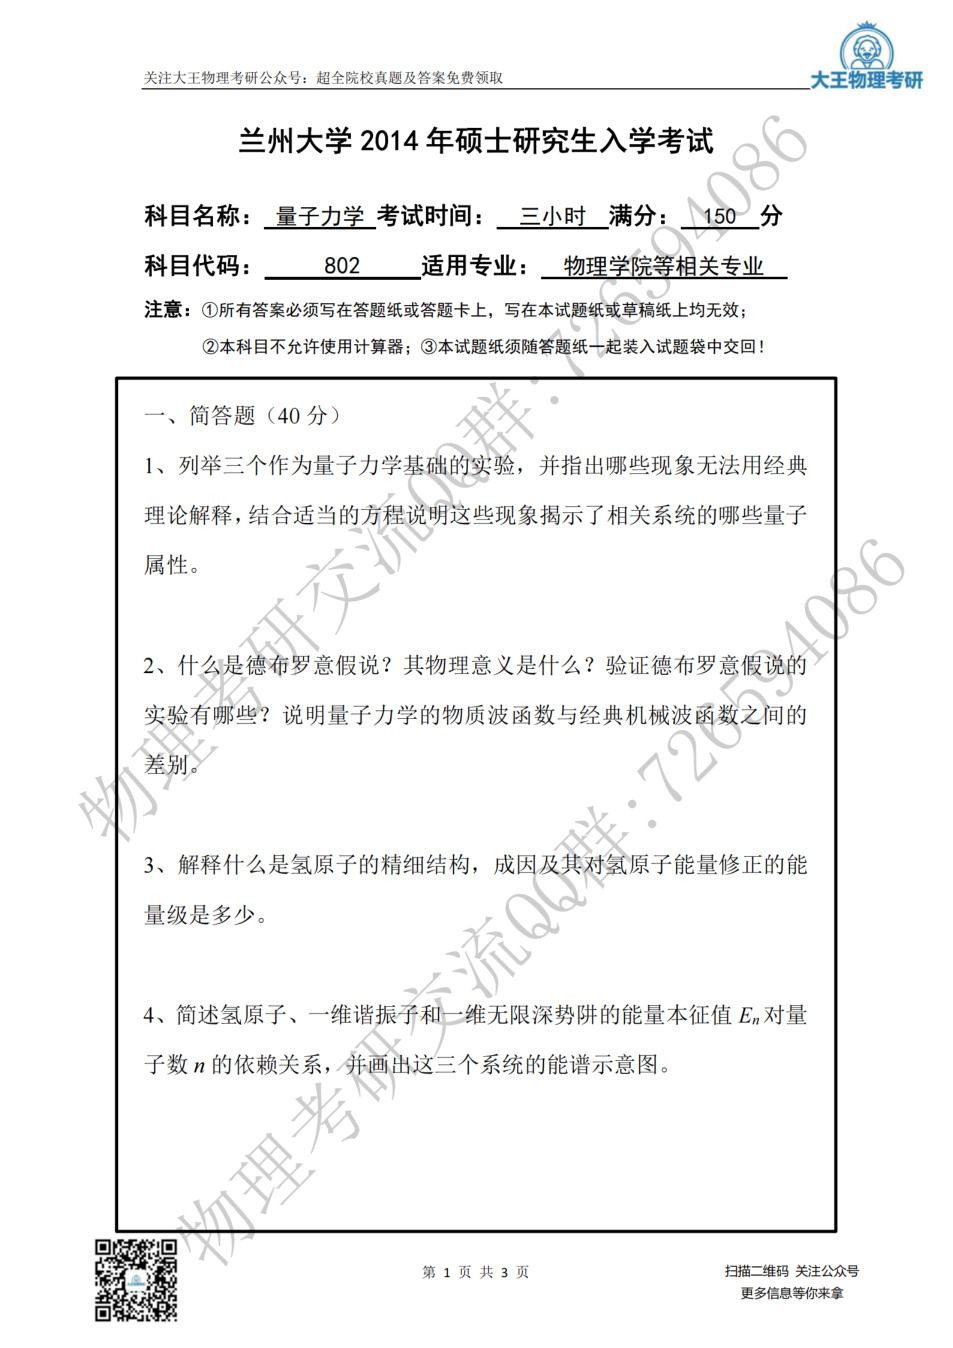 关注大王物理考研公众号：超全院校真题及答案免费领取
大王物理考研
兰州大学 2014 年硕士研究生入学考试
科目名称： 量子力学 考试时间： 三小时 满分： 150 分
科目代码： 802 适用专业： 物理学院等相关专业
注意：①所有答案必须写在答题纸或答题卡上，写在本试题纸或草稿纸上均无效；
②本科目不允许使用计算器；③本试题纸须随答题纸一起装入试题袋中交回！
一、简答题（40 分）
1、列举三个作为量子力学基础的实验，并指出哪些现象无法用经典
理论解释，结合适当的方程说明这些现象揭示了相关系统的哪些量子
属性。
2、什么是德布罗意假说？其物理意义是什么？验证德布罗意假说的
实验有哪些？说明量子力学的物质波函数与经典机械波函数之间的
差别。
3、解释什么是氢原子的精细结构，成因及其对氢原子能量修正的能
量级是多少。
4、简述氢原子、一维谐振子和一维无限深势阱的能量本征值 En 对量
子数 n 的依赖关系，并画出这三个系统的能谱示意图。
物理考研交流QQ群:726594086
物理考研交流QQ群:726594086
大王物理
第 1 页 共 3 页
扫描二维码 关注公众号
更多信息等你来拿